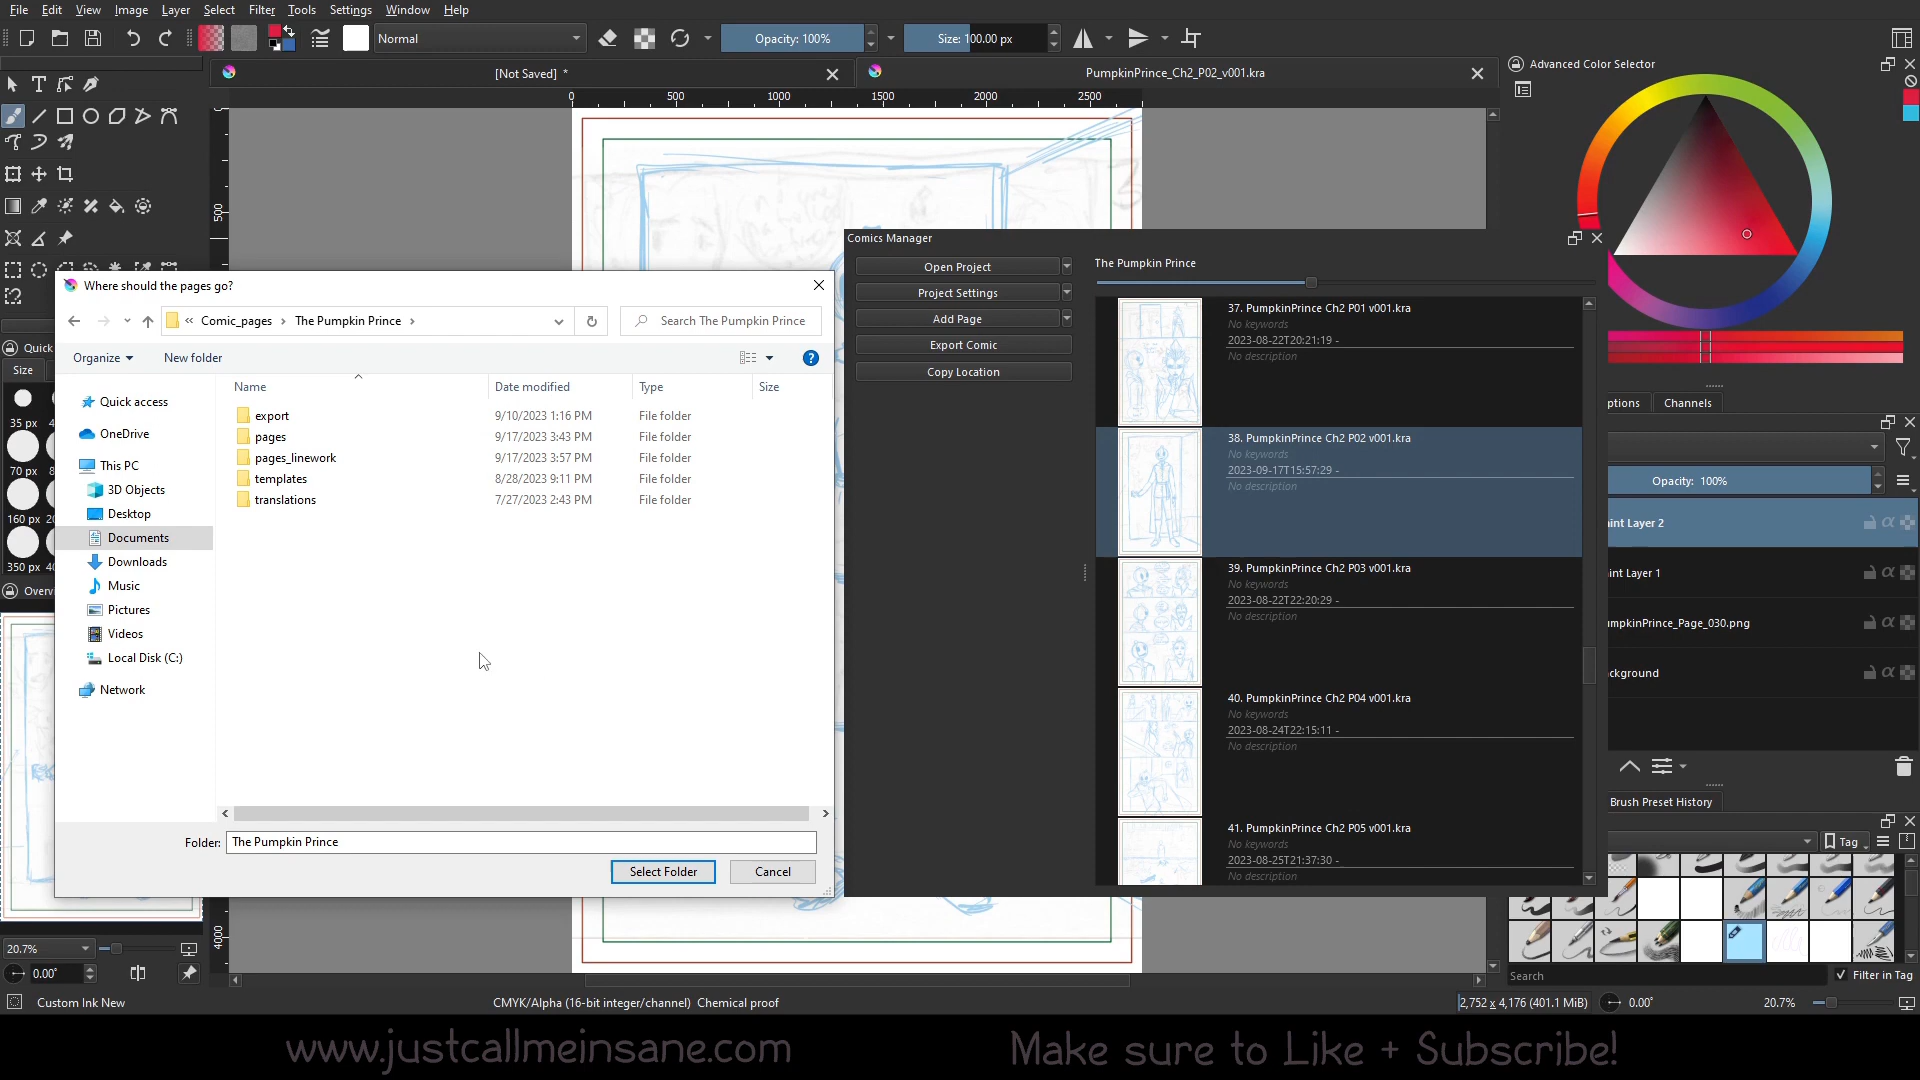 File Edit View Image Layer Select Filter Tools Settings Window Help
Normal
Opacity: 100%
Size: 100.00 px
[Not Saved] *
PumpkinPrince_Ch2_P02_v001.kra
Advanced Color Selector
0 500 1000 1500 2000 2500
500
Comics Manager
Open Project
Project Settings
Add Page
Export Comic
Copy Location
The Pumpkin Prince
37. PumpkinPrince Ch2 P01 v001.kra
No keywords
2023-08-22T20:21:19 -
No description
38. PumpkinPrince Ch2 P02 v001.kra
No keywords
2023-09-17T15:57:29 -
No description
39. PumpkinPrince Ch2 P03 v001.kra
No keywords
2023-08-22T22:20:29 -
No description
40. PumpkinPrince Ch2 P04 v001.kra
No keywords
2023-08-24T22:15:11 -
No description
41. PumpkinPrince Ch2 P05 v001.kra
No keywords
2023-08-25T21:37:30 -
No description
Where should the pages go?
« Comic_pages > The Pumpkin Prince >
Search The Pumpkin Prince
Organize
New folder
Name Date modified Type Size
export 9/10/2023 1:16 PM File folder
pages 9/17/2023 3:43 PM File folder
pages_linework 9/17/2023 3:57 PM File folder
templates 8/28/2023 9:11 PM File folder
translations 7/27/2023 2:43 PM File folder
Quick access
OneDrive
This PC
3D Objects
Desktop
Documents
Downloads
Music
Pictures
Videos
Local Disk (C:)
Network
Folder: The Pumpkin Prince
Select Folder
Cancel
Quick
Size
35 px
70 px
160 px
350 px
Overvi
20.7%
0.00°
4000
ptions
Channels
Opacity: 100%
int Layer 2
int Layer 1
umpkinPrince_Page_030.png
ckground
Brush Preset History
Tag
Search
Filter in Tag
Custom Ink New
CMYK/Alpha (16-bit integer/channel) Chemical proof
2,752 x 4,176 (401.1 MiB)
0.00°
20.7%
www.justcallmeinsane.com
Make sure to Like + Subscribe!